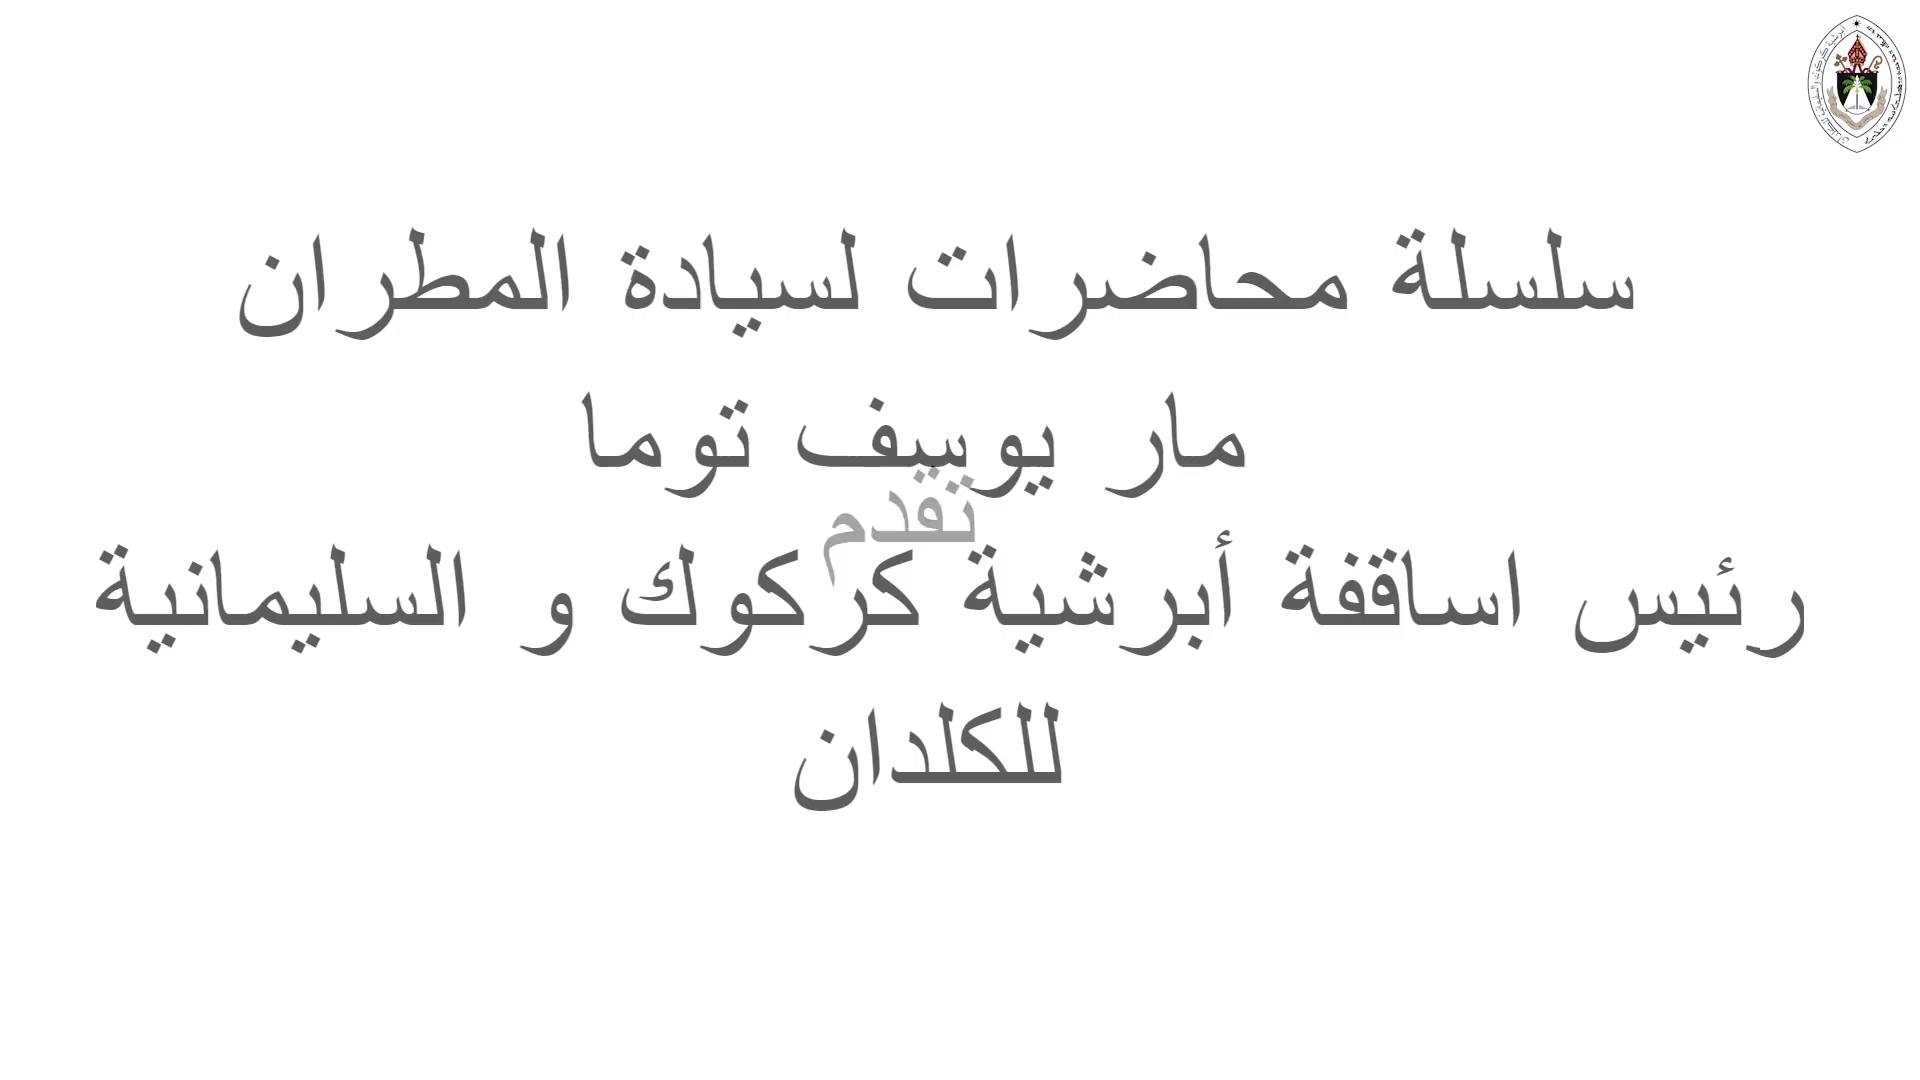 سلسلة محاضرات لسيادة المطران
مار يوسف توما
تقدم
رئيس اساقفة أبرشية كركوك و السليمانية
للكلدان